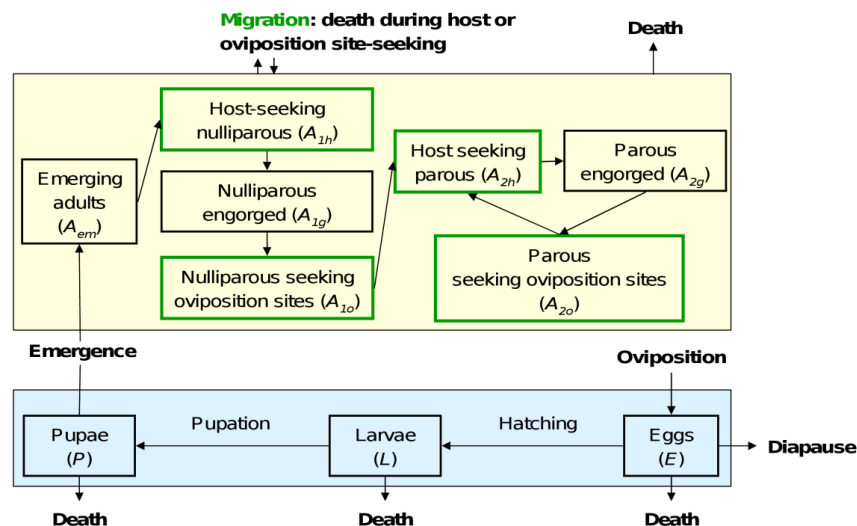 Migration: death during host or
oviposition site-seeking
Death
Host-seeking
nulliparous (A1h)
Host seeking
parous (A2h)
Parous
engorged (A2g)
Emerging
adults
(Aem)
Nulliparous
engorged (A1g)
Nulliparous seeking
oviposition sites (A1o)
Parous
seeking oviposition sites
(A2o)
Emergence
Oviposition
Pupae
(P)
Pupation
Larvae
(L)
Hatching
Eggs
(E)
Diapause
Death
Death
Death